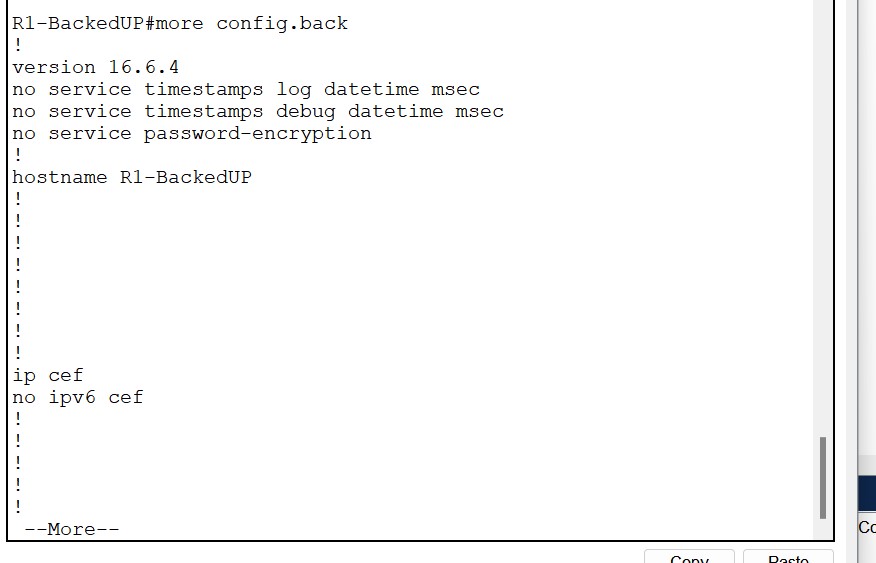 R1-BackedUP#more config.back
!
version 16.6.4
no service timestamps log datetime msec
no service timestamps debug datetime msec
no service password-encryption
!
hostname R1-BackedUP
!
!
!
!
!
!
!
!
ip cef
no ipv6 cef
!
!
!
!
!
--More--
Co
Copy Paste